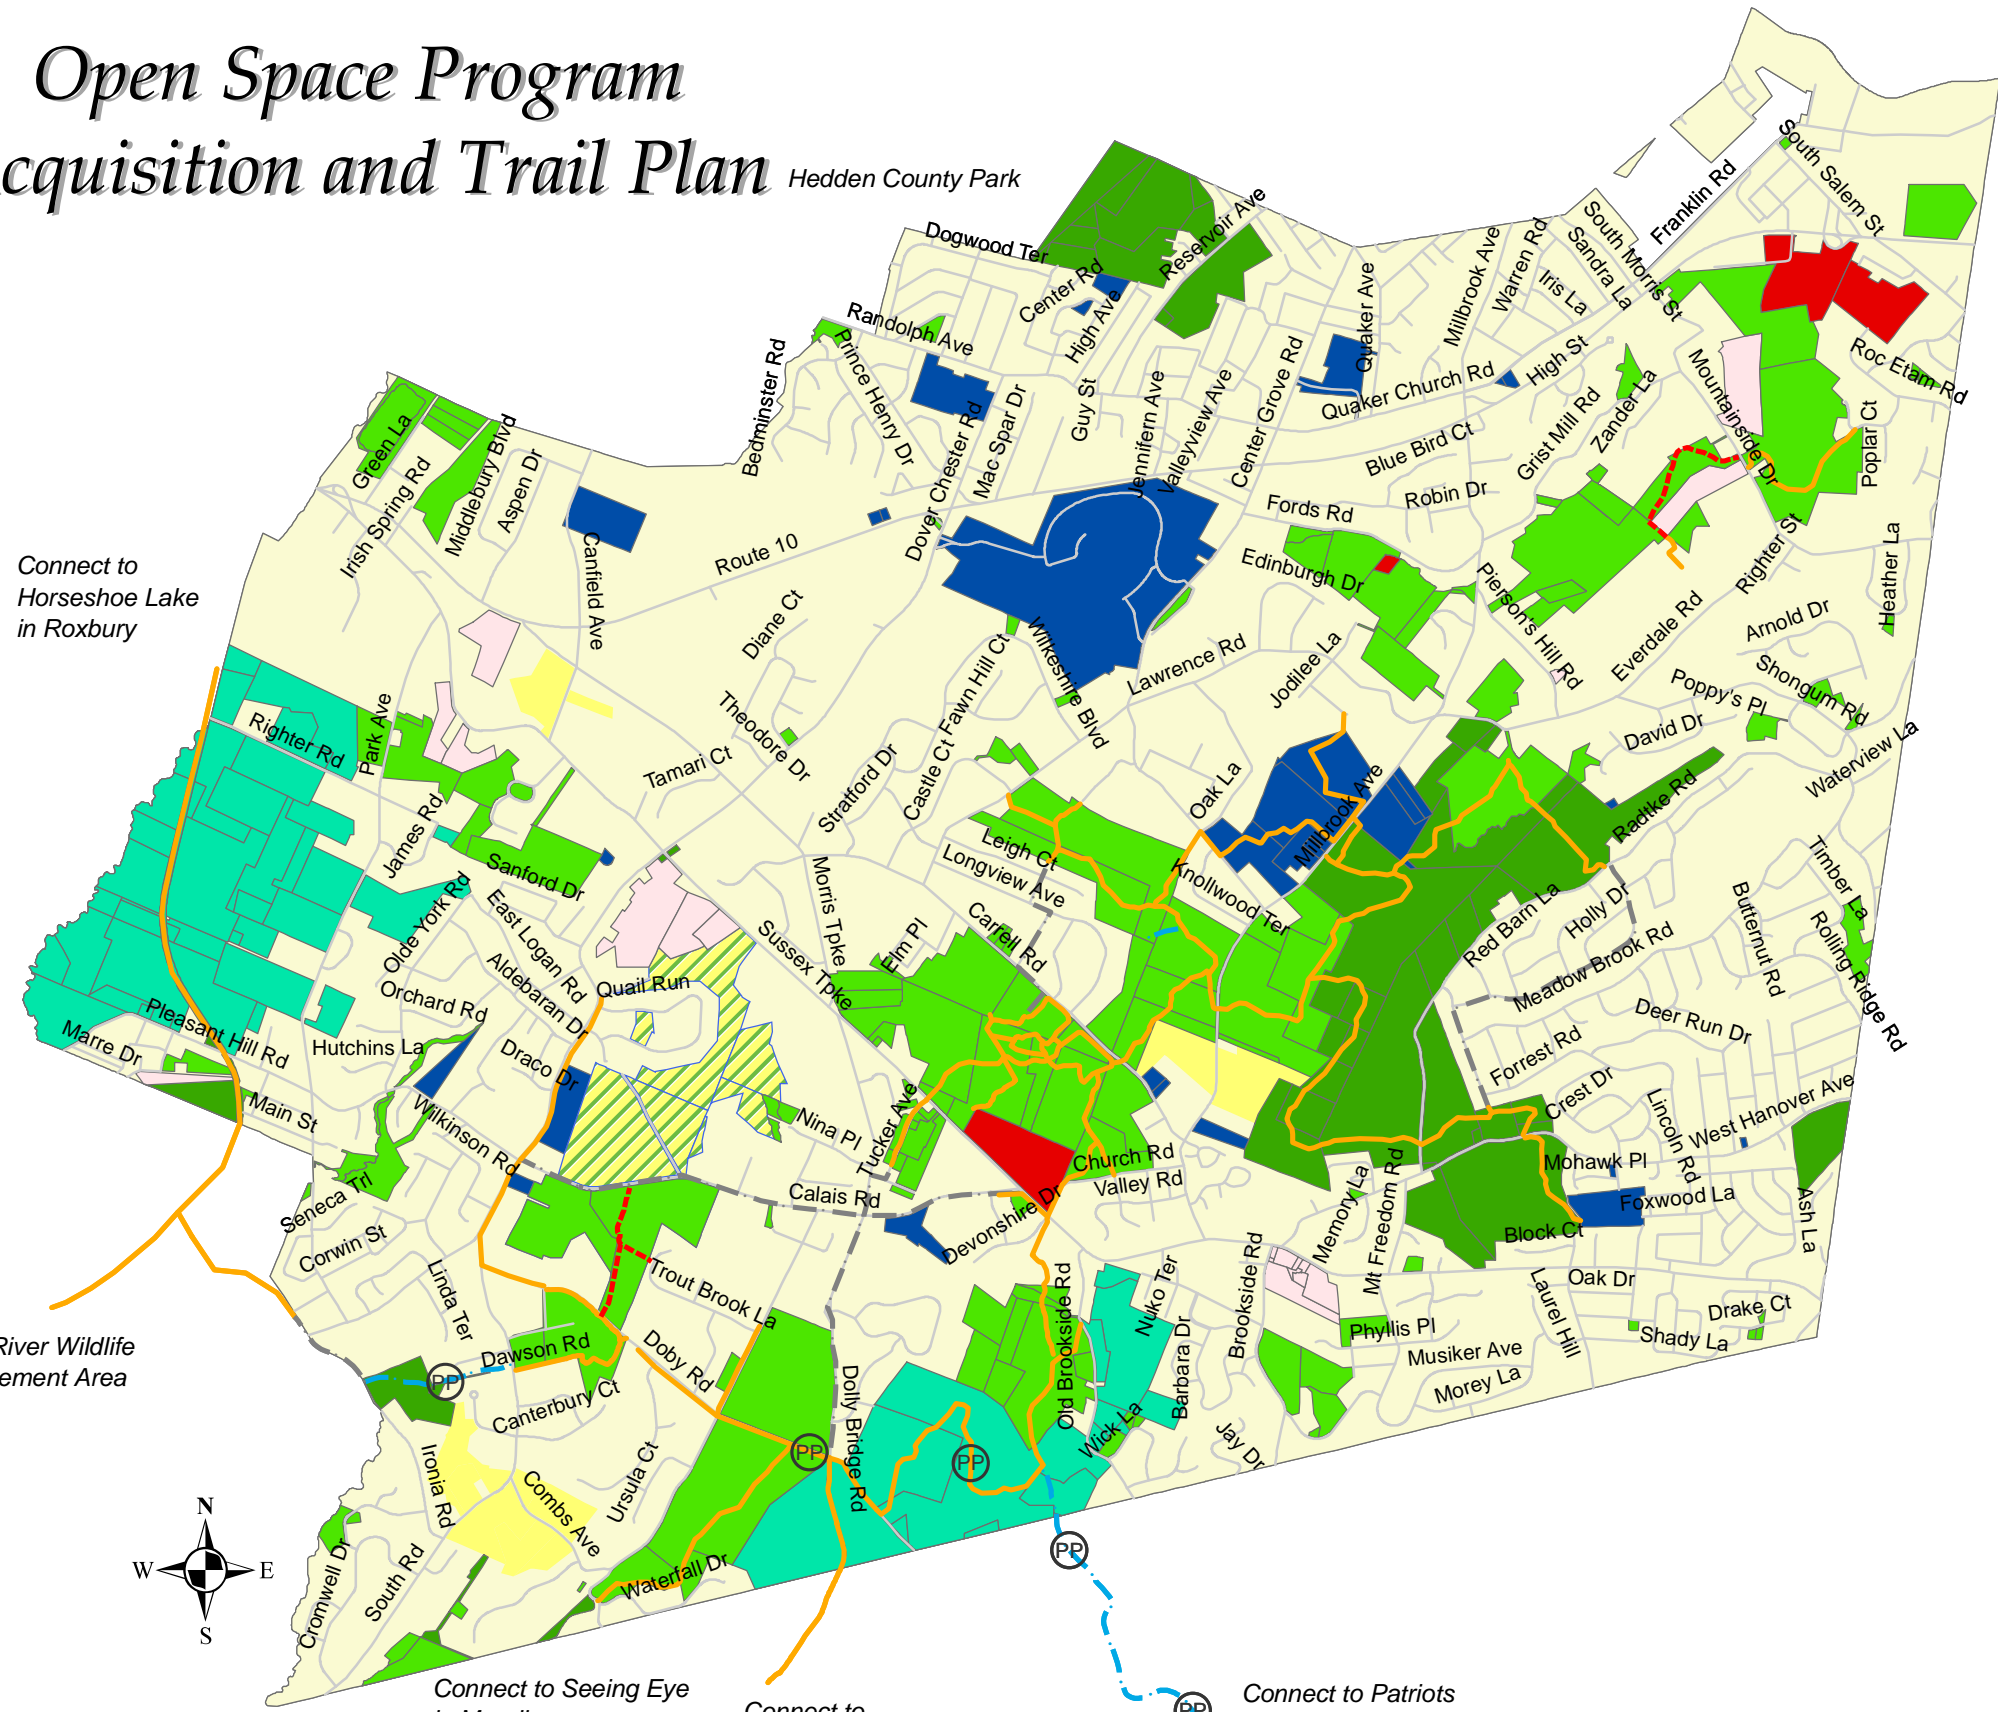 Open Space Program
cquisition and Trail Plan
Hedden County Park
South Salem St
Franklin Rd
South Morris St
Sandra La
Iris La
Warren Rd
Millbrook Ave
Reservoir Ave
Dogwood Ter
Center Rd
High Ave
Randolph Ave
Prince Henry Dr
Bedminster Rd
Quaker Ave
Quaker Church Rd
High St
Roc Etam Rd
Mountainside Dr
Poplar Ct
Zander La
Grist Mill Rd
Blue Bird Ct
Robin Dr
Center Grove Rd
Valleyview Ave
Jennifern Ave
Guy St
Mac Spar Dr
Dover Chester Rd
Green La
Irish Spring Rd
Middlebury Blvd
Aspen Dr
Canfield Ave
Route 10
Fords Rd
Edinburgh Dr
Pierson's Hill Rd
Righter St
Everdale Rd
Heather La
Arnold Dr
Shongum Rd
Poppy's Pl
David Dr
Waterview La
Connect to
Horseshoe Lake
in Roxbury
Diane Ct
Theodore Dr
Tamari Ct
Fawn Hill Ct
Wilkeshire Blvd
Lawrence Rd
Jodilee La
Stratford Dr
Castle Ct
Righter Rd
Park Ave
James Rd
Sanford Dr
Olde York Rd
East Logan Rd
Aldebaran Dr
Orchard Rd
Quail Run
Sussex Tpke
Morris Tpke
Elm Pl
Carrell Rd
Leigh Ct
Longview Ave
Oak La
Millbrook Ave
Knollwood Ter
Radtke Rd
Red Barn La
Holly Dr
Meadow Brook Rd
Timber La
Butternut Rd
Rolling Ridge Rd
Deer Run Dr
Forrest Rd
Crest Dr
Lincoln Rd
West Hanover Ave
Pleasant Hill Rd
Marre Dr
Hutchins La
Draco Dr
Main St
Wilkinson Rd
Nina Pl
Tucker Ave
Church Rd
Valley Rd
Calais Rd
Devonshire Dr
Memory La
Mt Freedom Rd
Mohawk Pl
Foxwood La
Block Ct
Ash La
Seneca Trl
Corwin St
Linda Ter
Trout Brook La
Dawson Rd
Doby Rd
Canterbury Ct
Dolly Bridge Rd
Old Brookside Rd
Nuko Ter
Barbara Dr
Brookside Rd
Wick La
Jay Dr
Phyllis Pl
Musiker Ave
Morey La
Laurel Hill
Oak Dr
Drake Ct
Shady La
River Wildlife
ement Area
PP
PP
PP
PP
PP
Ironia Rd
Combs Ave
Ursula Ct
Waterfall Dr
South Rd
Cromwell Dr
N
W
E
S
Connect to Seeing Eye
Connect to
Connect to Patriots